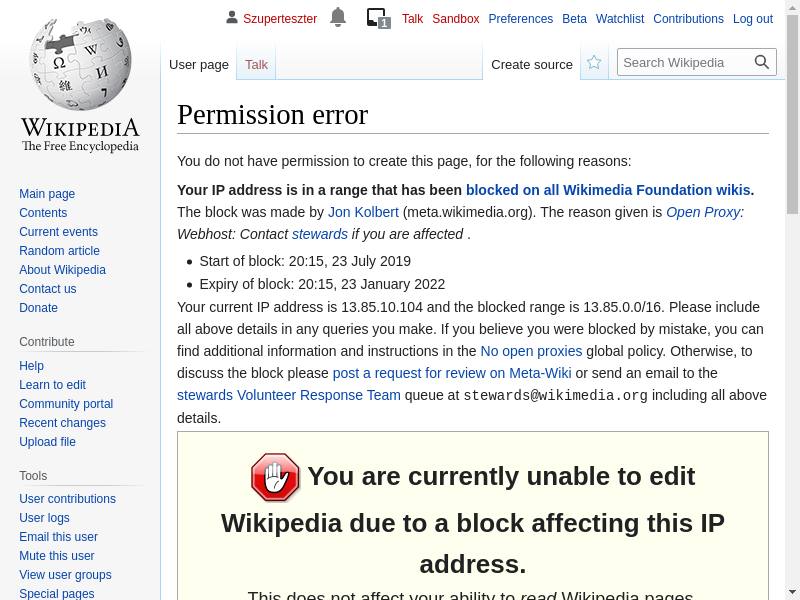 Szuperteszter
1
Talk
Sandbox
Preferences
Beta
Watchlist
Contributions
Log out
User page
Talk
Create source
Search Wikipedia
WIKIPEDIA
The Free Encyclopedia
Main page
Contents
Current events
Random article
About Wikipedia
Contact us
Donate
Contribute
Help
Learn to edit
Community portal
Recent changes
Upload file
Tools
User contributions
User logs
Email this user
Mute this user
View user groups
Special pages
Permission error
You do not have permission to create this page, for the following reasons:
Your IP address is in a range that has been blocked on all Wikimedia Foundation wikis.
The block was made by Jon Kolbert (meta.wikimedia.org). The reason given is Open Proxy:
Webhost: Contact stewards if you are affected .
Start of block: 20:15, 23 July 2019
Expiry of block: 20:15, 23 January 2022
Your current IP address is 13.85.10.104 and the blocked range is 13.85.0.0/16. Please include
all above details in any queries you make. If you believe you were blocked by mistake, you can
find additional information and instructions in the No open proxies global policy. Otherwise, to
discuss the block please post a request for review on Meta-Wiki or send an email to the
stewards Volunteer Response Team queue at stewards@wikimedia.org including all above
details.
You are currently unable to edit
Wikipedia due to a block affecting this IP
address.
This does not affect your ability to read Wikipedia pages.